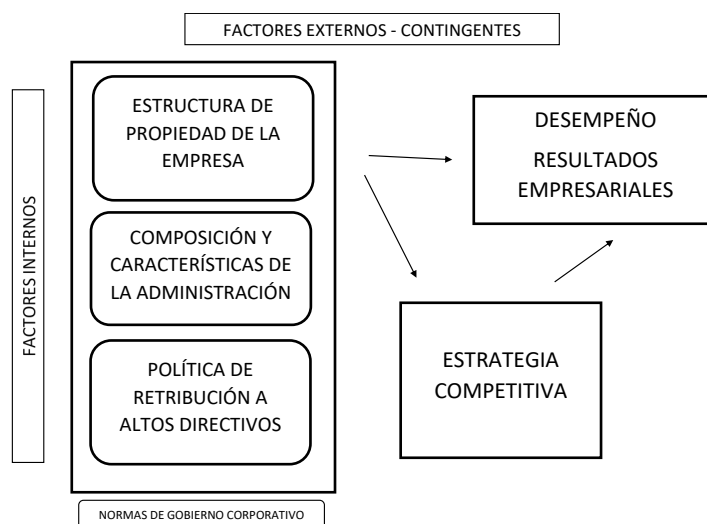 FACTORES EXTERNOS - CONTINGENTES
FACTORES INTERNOS
ESTRUCTURA DE
PROPIEDAD DE LA
EMPRESA
COMPOSICIÓN Y
CARACTERÍSTICAS DE
LA ADMINISTRACIÓN
POLÍTICA DE
RETRIBUCIÓN A
ALTOS DIRECTIVOS
NORMAS DE GOBIERNO CORPORATIVO
DESEMPEÑO
RESULTADOS
EMPRESARIALES
ESTRATEGIA
COMPETITIVA